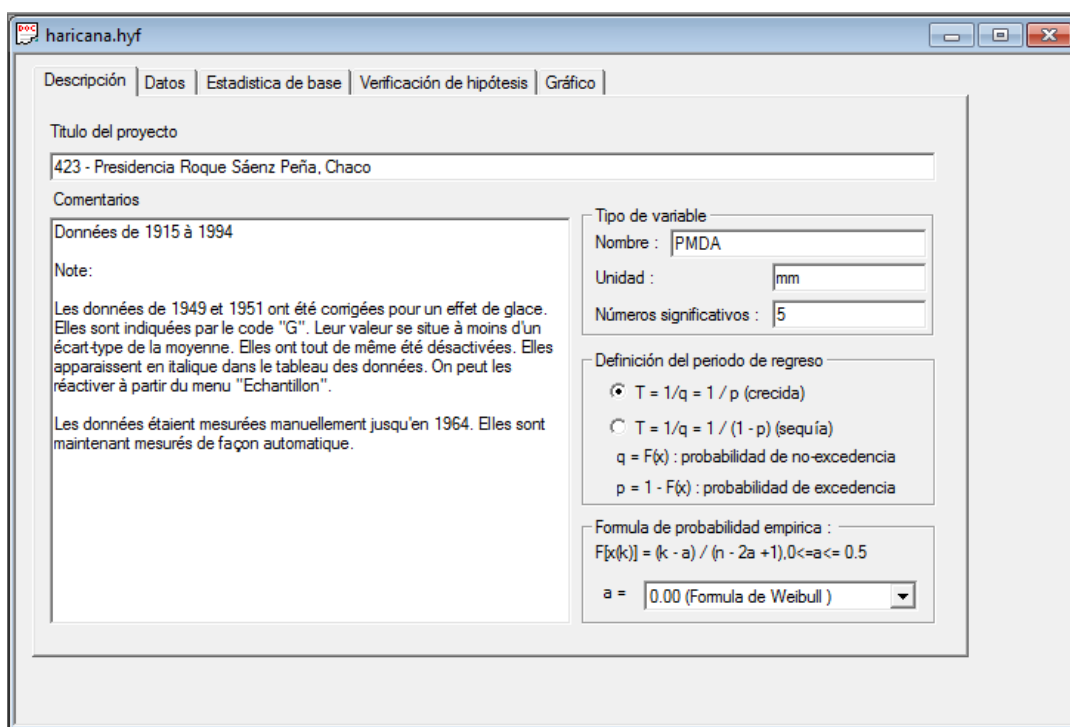 haricana.hyf
Descripción
Datos
Estadistica de base
Verificación de hipótesis
Gráfico
Titulo del proyecto
423 - Presidencia Roque Sáenz Peña, Chaco
Comentarios
Données de 1915 à 1994
Note:
Les données de 1949 et 1951 ont été corrigées pour un effet de glace.
Elles sont indiquées par le code "G". Leur valeur se situe à moins d'un
écart-type de la moyenne. Elles ont tout de même été désactivées. Elles
apparaissent en italique dans le tableau des données. On peut les
réactiver à partir du menu "Echantillon".
Les données étaient mesurées manuellement jusqu'en 1964. Elles sont
maintenant mesurés de façon automatique.
Tipo de variable
Nombre : PMDA
Unidad : mm
Números significativos : 5
Definición del periodo de regreso
T = 1/q = 1 / p (crecida)
T = 1/q = 1 / (1 - p) (sequía)
q = F(x) : probabilidad de no-excedencia
p = 1 - F(x) : probabilidad de excedencia
Formula de probabilidad empirica :
F[x(k)] = (k - a) / (n - 2a +1),0<=a<= 0.5
a = 0.00 (Formula de Weibull )